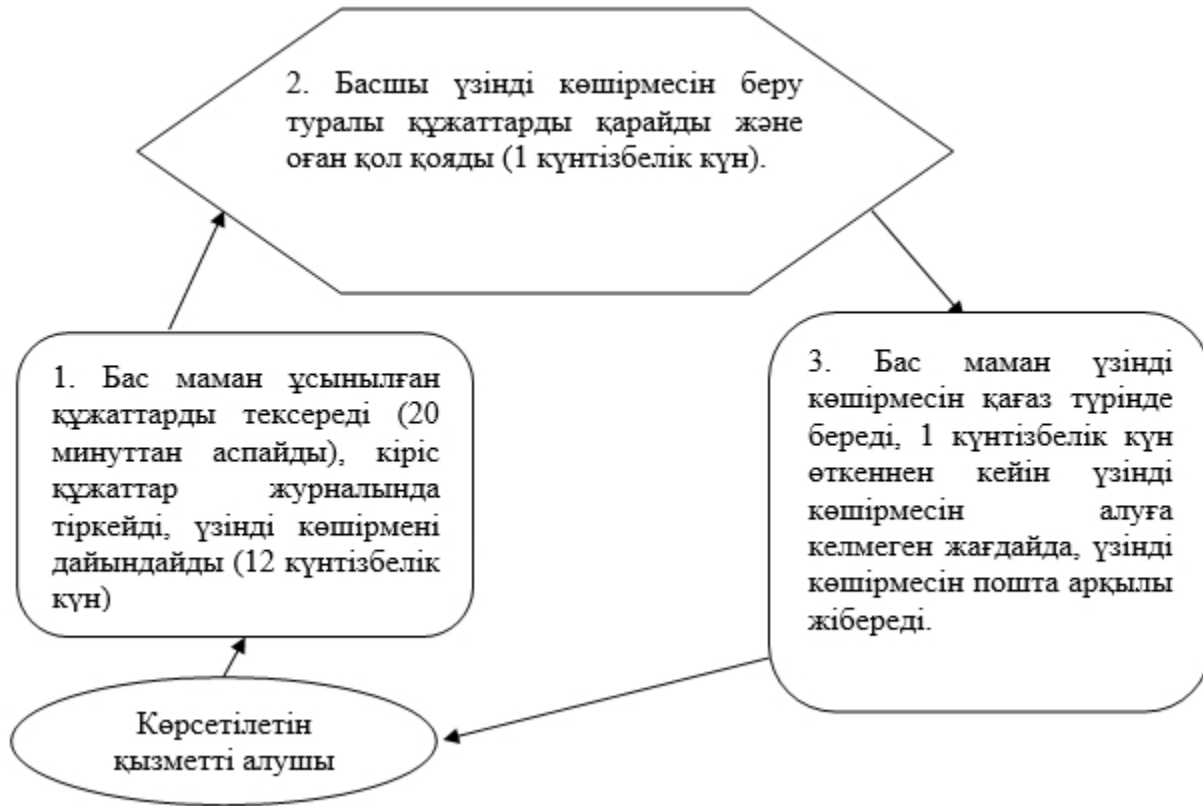 2. Басшы үзінді көшірмесін беру
туралы құжаттарды қарайды және
оған қол қояды (1 күнтізбелік күн).
1. Бас маман ұсынылған
құжаттарды тексереді (20
минуттан аспайды), кіріс
құжаттар журналында
тіркейді, үзінді көшірмені
дайындайды (12 күнтізбелік
күн)
3. Бас маман үзінді
көшірмесін қағаз түрінде
береді, 1 күнтізбелік күн
өткеннен кейін үзінді
көшірмесін алуға
келмеген жағдайда, үзінді
көшірмесін пошта арқылы
жібереді.
Көрсетілетін
қызметті алушы